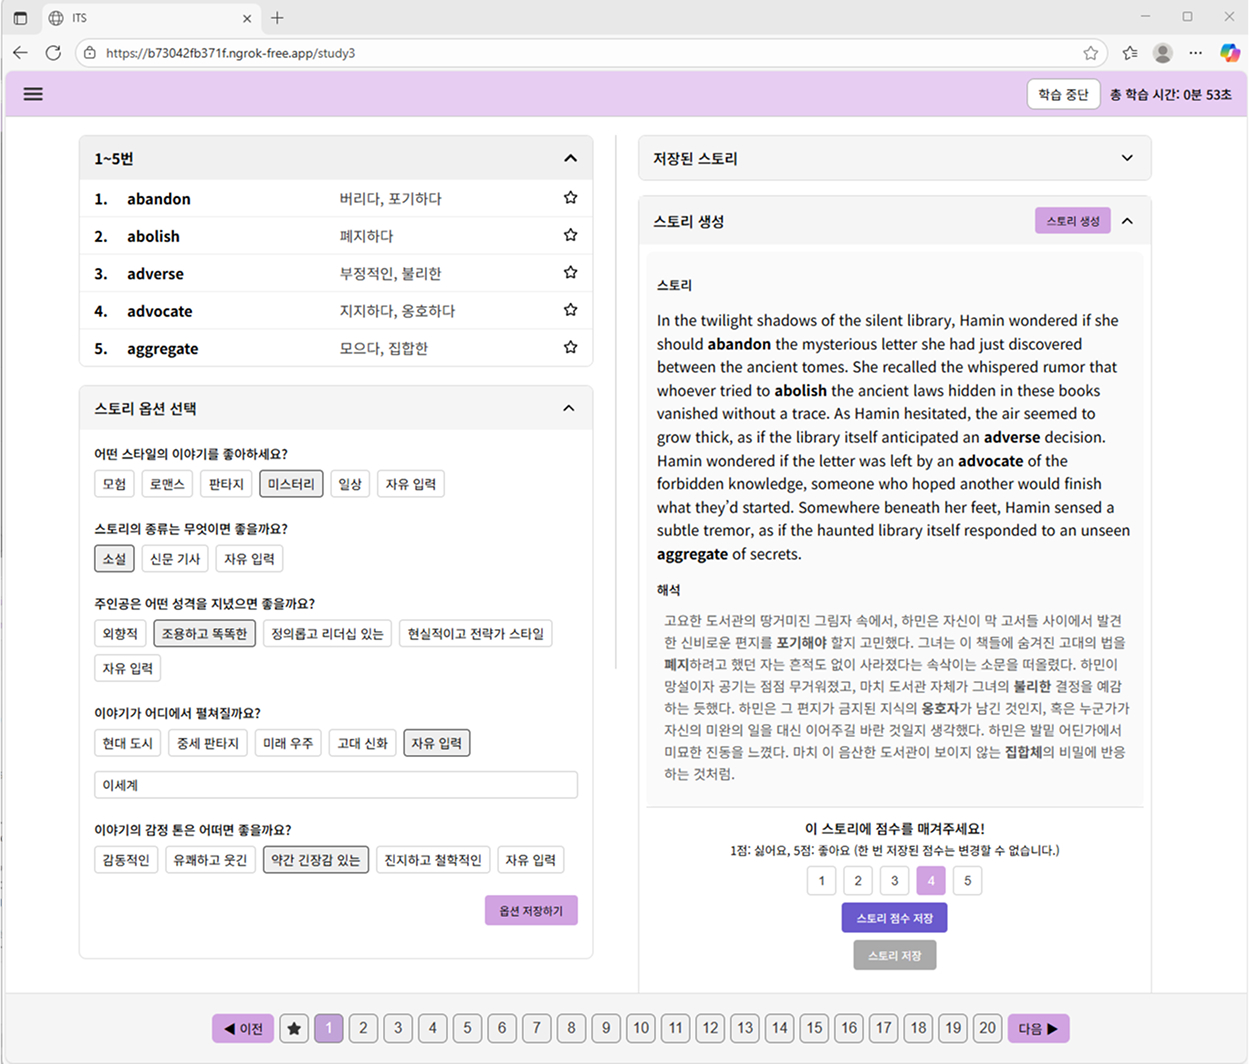 ITS
https://b73042fb371f.ngrok-free.app/study3
학습 중단
총 학습 시간: 0분 53초
1~5번
1. abandon 버리다, 포기하다
2. abolish 폐지하다
3. adverse 부정적인, 불리한
4. advocate 지지하다, 옹호하다
5. aggregate 모으다, 집합한
스토리 옵션 선택
어떤 스타일의 이야기를 좋아하세요?
모험 로맨스 판타지 미스터리 일상 자유 입력
스토리의 종류는 무엇이면 좋을까요?
소설 신문 기사 자유 입력
주인공은 어떤 성격을 지녔으면 좋을까요?
외향적 조용하고 똑똑한 정의롭고 리더십 있는 현실적이고 전략가 스타일
자유 입력
이야기가 어디에서 펼쳐질까요?
현대 도시 중세 판타지 미래 우주 고대 신화 자유 입력
이세계
이야기의 감정 톤은 어떠면 좋을까요?
감동적인 유쾌하고 웃긴 약간 긴장감 있는 진지하고 철학적인 자유 입력
옵션 저장하기
저장된 스토리
스토리 생성 스토리 생성
스토리
In the twilight shadows of the silent library, Hamin wondered if she
should abandon the mysterious letter she had just discovered
between the ancient tomes. She recalled the whispered rumor that
whoever tried to abolish the ancient laws hidden in these books
vanished without a trace. As Hamin hesitated, the air seemed to
grow thick, as if the library itself anticipated an adverse decision.
Hamin wondered if the letter was left by an advocate of the
forbidden knowledge, someone who hoped another would finish
what they'd started. Somewhere beneath her feet, Hamin sensed a
subtle tremor, as if the haunted library itself responded to an unseen
aggregate of secrets.
해석
고요한 도서관의 땅거미진 그림자 속에서, 하민은 자신이 막 고서들 사이에서 발견
한 신비로운 편지를 포기해야 할지 고민했다. 그녀는 이 책들에 숨겨진 고대의 법을
폐지하려고 했던 자는 흔적도 없이 사라졌다는 속삭이는 소문을 떠올렸다. 하민이
망설이자 공기는 점점 무거워졌고, 마치 도서관 자체가 그녀의 불리한 결정을 예감
하는 듯했다. 하민은 그 편지가 금지된 지식의 옹호자가 남긴 것인지, 혹은 누군가가
자신의 미완의 일을 대신 이어주길 바란 것일지 생각했다. 하민은 발밑 어딘가에서
미묘한 진동을 느꼈다. 마치 이 음산한 도서관이 보이지 않는 집합체의 비밀에 반응
하는 것처럼.
이 스토리에 점수를 매겨주세요!
1점: 싫어요, 5점: 좋아요 (한 번 저장된 점수는 변경할 수 없습니다.)
1 2 3 4 5
스토리 점수 저장
스토리 저장
◀ 이전 ★ 1 2 3 4 5 6 7 8 9 10 11 12 13 14 15 16 17 18 19 20 다음 ▶